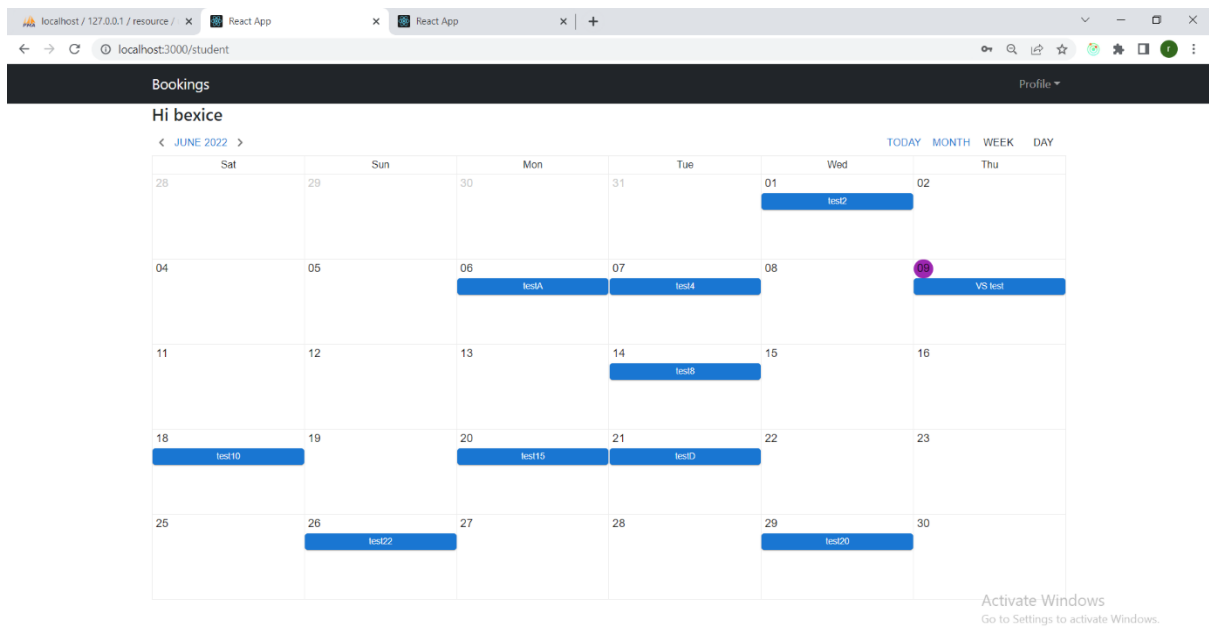 localhost / 127.0.0.1 / resource /
React App
React App
localhost:3000/student
r
Bookings
Profile
Hi bexice
JUNE 2022
TODAY MONTH WEEK DAY
Sat Sun Mon Tue Wed Thu
28 29 30 31 01 02
test2
04 05 06 07 08 09
testA test4 VS test
11 12 13 14 15 16
test8
18 19 20 21 22 23
test10 test15 testD
25 26 27 28 29 30
test22 test20
Activate Windows
Go to Settings to activate Windows.